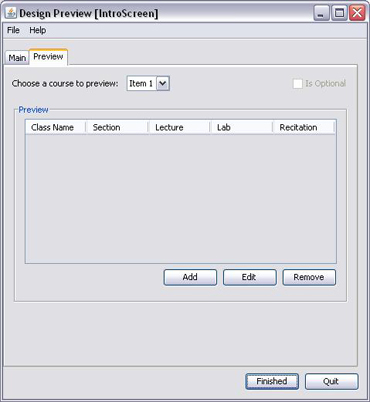 Design Preview [IntroScreen]
File Help
Main Preview
Choose a course to preview: Item 1 Is Optional
Preview
Class Name Section Lecture Lab Recitation
Add Edit Remove
Finished Quit